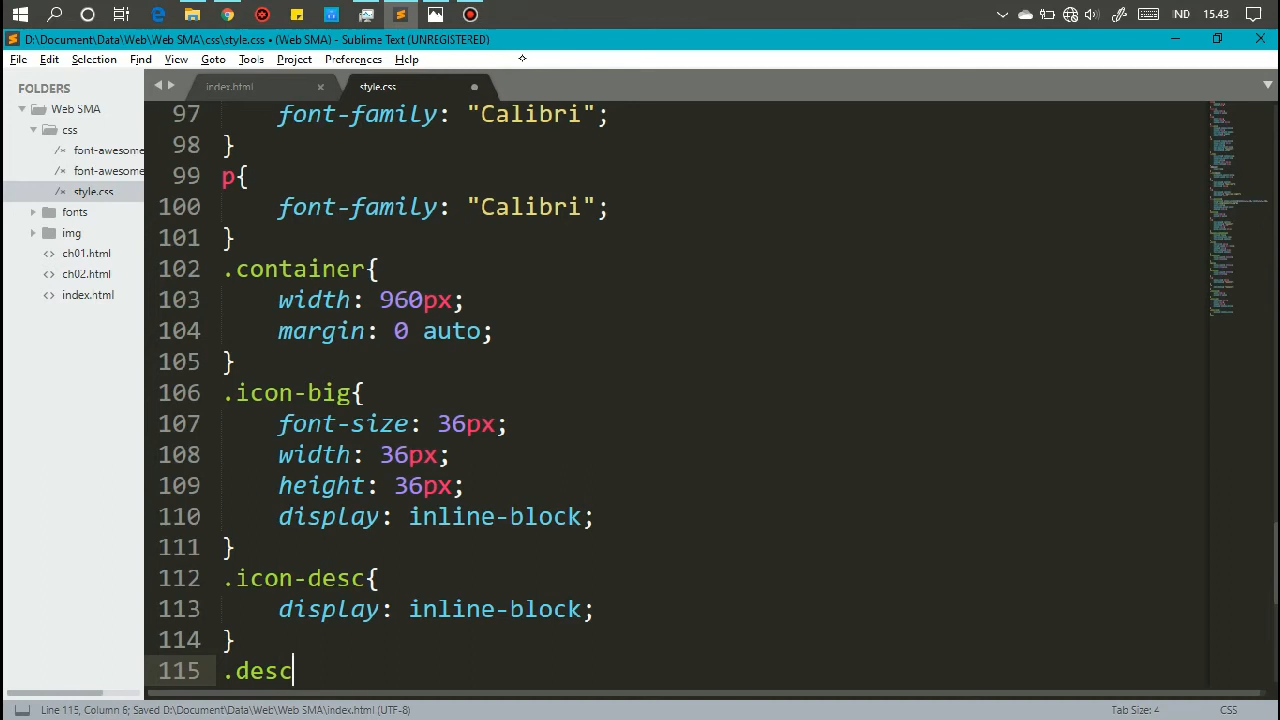 IND 15.43
D:\Document\Data\Web\Web SMA\css\style.css • (Web SMA) - Sublime Text (UNREGISTERED)
File Edit Selection Find View Goto Tools Project Preferences Help
FOLDERS
Web SMA
css
font-awesome
font-awesome
style.css
fonts
img
ch01.html
ch02.html
index.html
index.html style.css
97 font-family: "Calibri";
98 }
99 p{
100 font-family: "Calibri";
101 }
102 .container{
103 width: 960px;
104 margin: 0 auto;
105 }
106 .icon-big{
107 font-size: 36px;
108 width: 36px;
109 height: 36px;
110 display: inline-block;
111 }
112 .icon-desc{
113 display: inline-block;
114 }
115 .desc
Line 115, Column 6; Saved D:\Document\Data\Web\Web SMA\index.html (UTF-8) Tab Size: 4 CSS